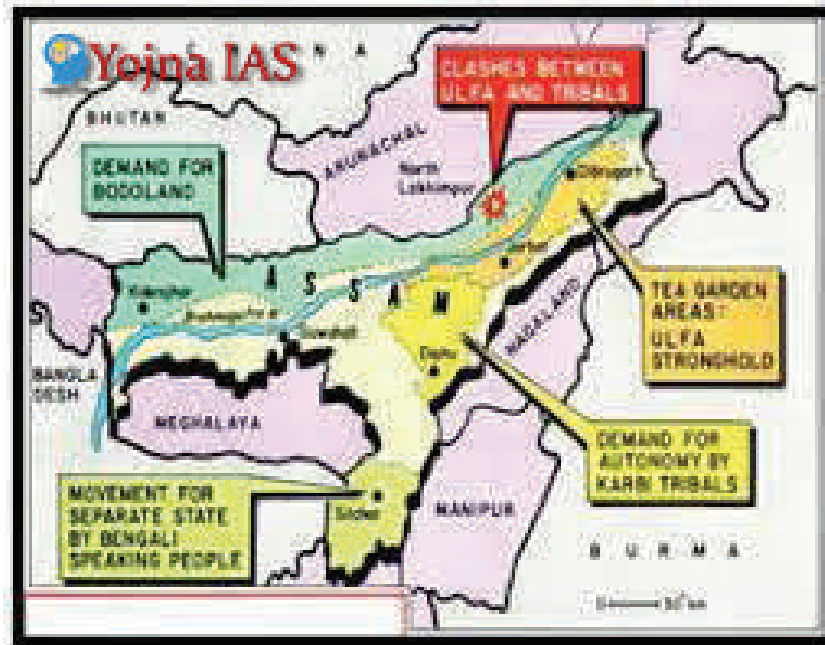 Yojna IAS
N A
BHUTAN
CLASHES BETWEEN
ULFA AND TRIBALS
ARUNACHAL
North
Lakhimpur
Dibrugarh
DEMAND FOR
BODOLAND
A S S A M
Kokrajhar
Brahmaputra R
Guwahati
Diphu
NAGALAND
TEA GARDEN
AREAS:
ULFA
STRONGHOLD
BANGLA
DESH
MEGHALAYA
DEMAND FOR
AUTONOMY BY
KARBI TRIBALS
MOVEMENT FOR
SEPARATE STATE
BY BENGALI
SPEAKING PEOPLE
Silchar
MANIPUR
BURMA